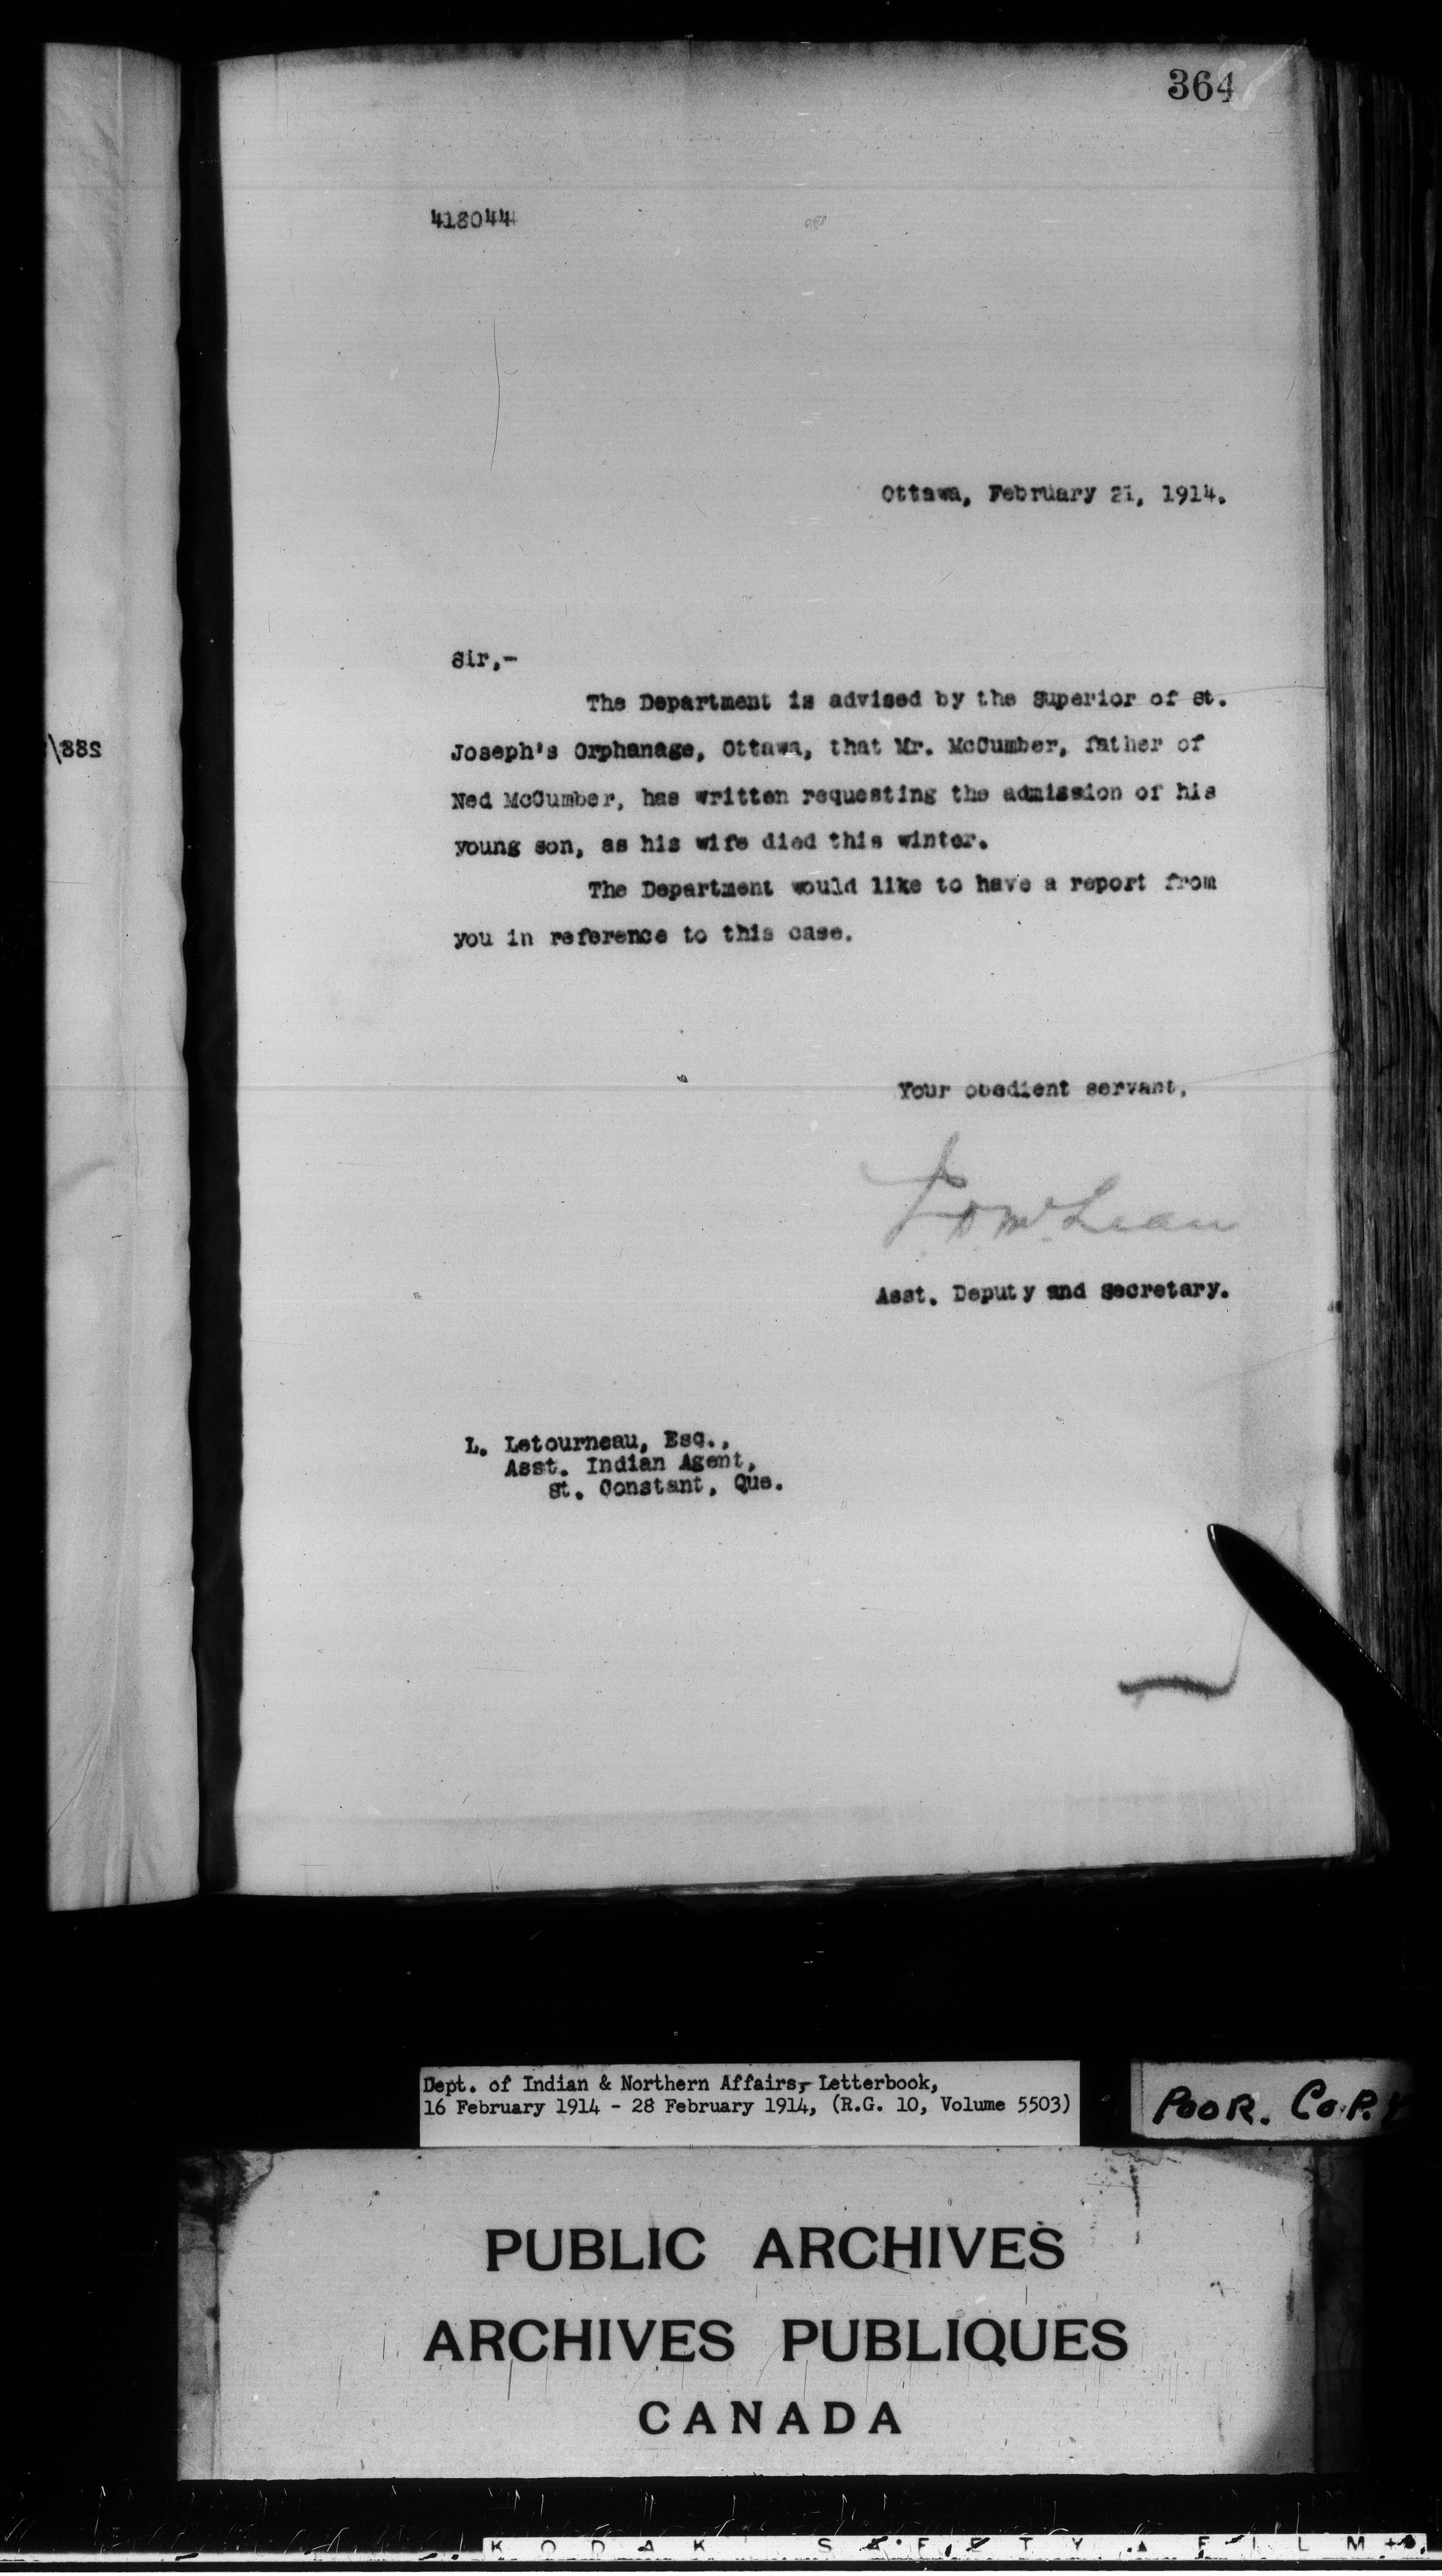 364
418044
Ottawa, February 21, 1914.
Sir,-
The Department is advised by the Superior of St.
Joseph's Orphanage, Ottawa, that Mr. McCumber, father of
Ned McCumber, has written requesting the admission of his
young son, as his wife died this winter.
The Department would like to have a report from
you in reference to this case.
Your obedient servant,
J D McLean
Asst. Deputy and Secretary.
L. Letourneau, Esq.,
Asst. Indian Agent,
St. Constant, Que.
Dept. of Indian & Northern Affairs, Letterbook,
16 February 1914 - 28 February 1914, (R.G. 10, Volume 5503)
POOR. COPY
PUBLIC ARCHIVES
ARCHIVES PUBLIQUES
CANADA
KODAK SAFETY FILM